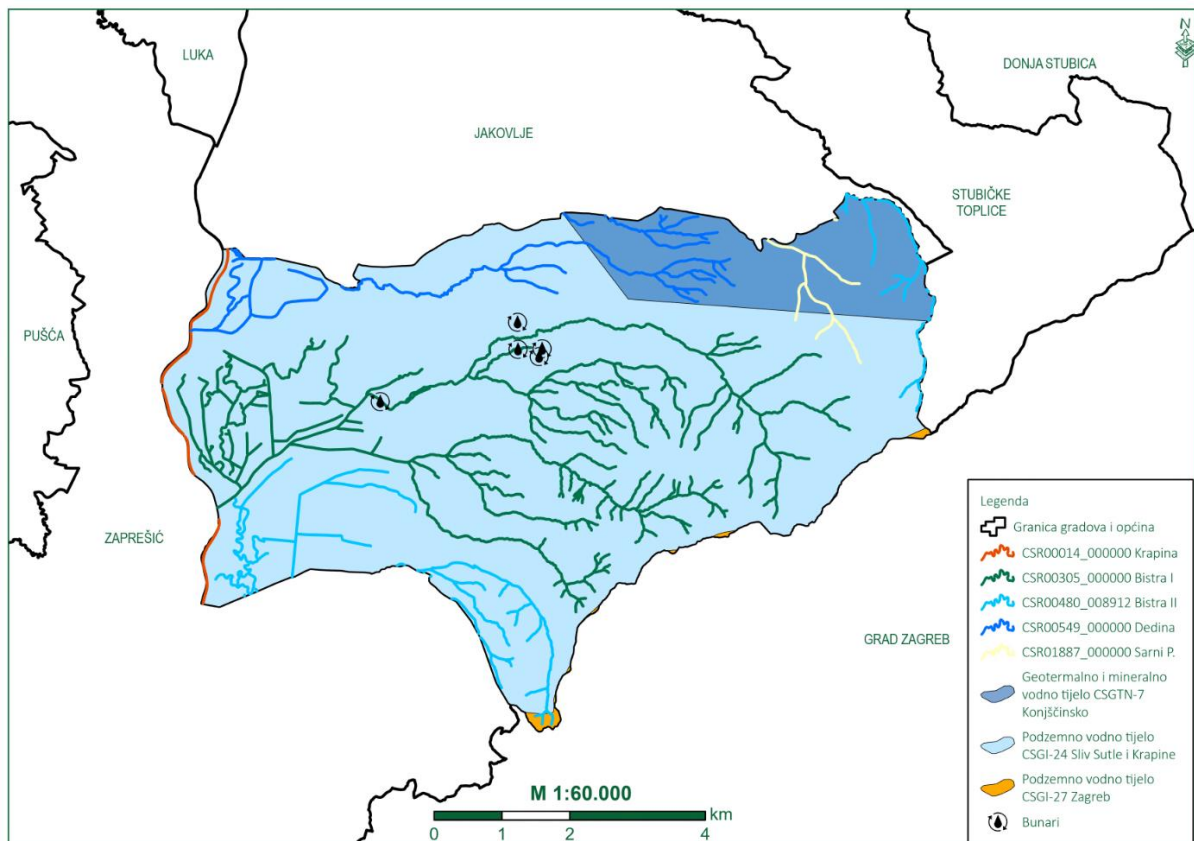 N
LUKA
DONJA STUBICA
JAKOVLJE
STUBIČKE
TOPLICE
PUŠĆA
ZAPREŠIĆ
GRAD ZAGREB
Legenda
Granica gradova i općina
CSR00014_000000 Krapina
CSR00305_000000 Bistra I
CSR00480_008912 Bistra II
CSR00549_000000 Dedina
CSR01887_000000 Sarni P.
Geotermalno i mineralno
vodno tijelo CSGTN-7
Konjščinsko
Podzemno vodno tijelo
CSGI-24 Sliv Sutle i Krapine
Podzemno vodno tijelo
CSGI-27 Zagreb
Bunari
M 1:60.000
km
0 1 2 4